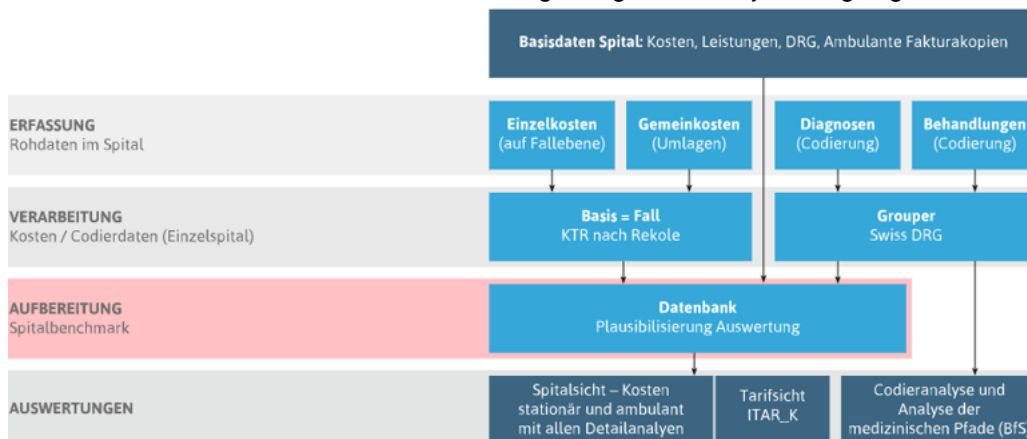 Basisdaten Spital: Kosten, Leistungen, DRG, Ambulante Fakturakopien
ERFASSUNG
Rohdaten im Spital
Einzelkosten
(auf Fallebene)
Gemeinkosten
(Umlagen)
Diagnosen
(Codierung)
Behandlungen
(Codierung)
VERARBEITUNG
Kosten / Codierdaten (Einzelspital)
Basis = Fall
KTR nach Rekole
Grouper
Swiss DRG
AUFBEREITUNG
Spitalbenchmark
Datenbank
Plausibilisierung Auswertung
AUSWERTUNGEN
Spitalsicht – Kosten
stationär und ambulant
mit allen Detailanalyen
Tarifsicht
ITAR_K
Codieranalyse und
Analyse der
medizinischen Pfade (BfS